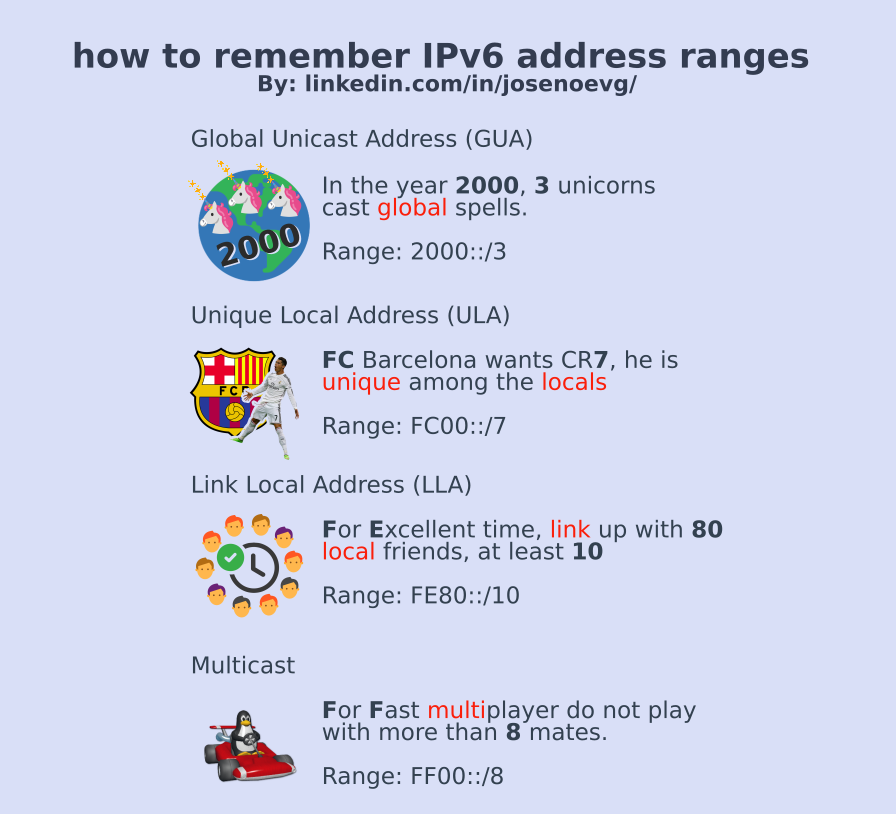 how to remember IPv6 address ranges
By: linkedin.com/in/josenoevg/
Global Unicast Address (GUA)
2000
In the year 2000, 3 unicorns
cast global spells.
Range: 2000::/3
Unique Local Address (ULA)
FC Barcelona wants CR7, he is
unique among the locals
Range: FC00::/7
Link Local Address (LLA)
For Excellent time, link up with 80
local friends, at least 10
Range: FE80::/10
Multicast
For Fast multiplayer do not play
with more than 8 mates.
Range: FF00::/8